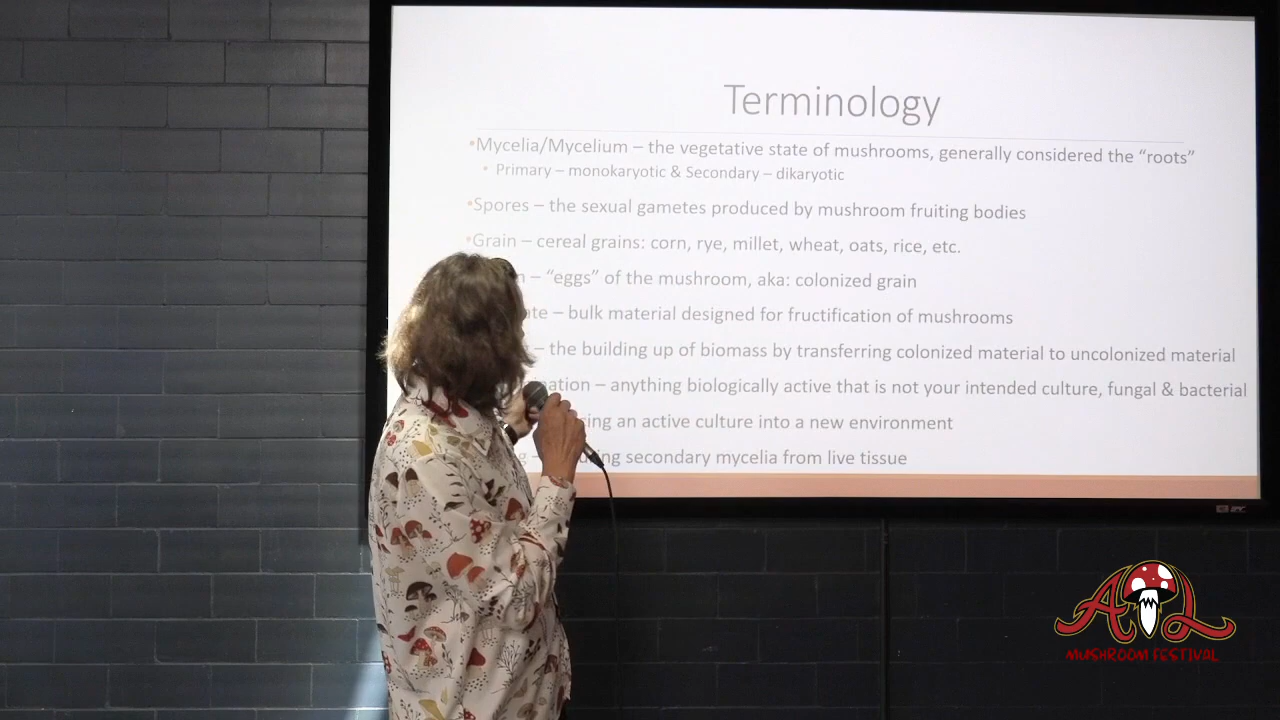 Terminology
•Mycelia/Mycelium – the vegetative state of mushrooms, generally considered the “roots”
• Primary – monokaryotic & Secondary – dikaryotic
•Spores – the sexual gametes produced by mushroom fruiting bodies
•Grain – cereal grains: corn, rye, millet, wheat, oats, rice, etc.
– “eggs” of the mushroom, aka: colonized grain
– bulk material designed for fructification of mushrooms
– the building up of biomass by transferring colonized material to uncolonized material
– anything biologically active that is not your intended culture, fungal & bacterial
an active culture into a new environment
secondary mycelia from live tissue
ATL
MUSHROOM FESTIVAL